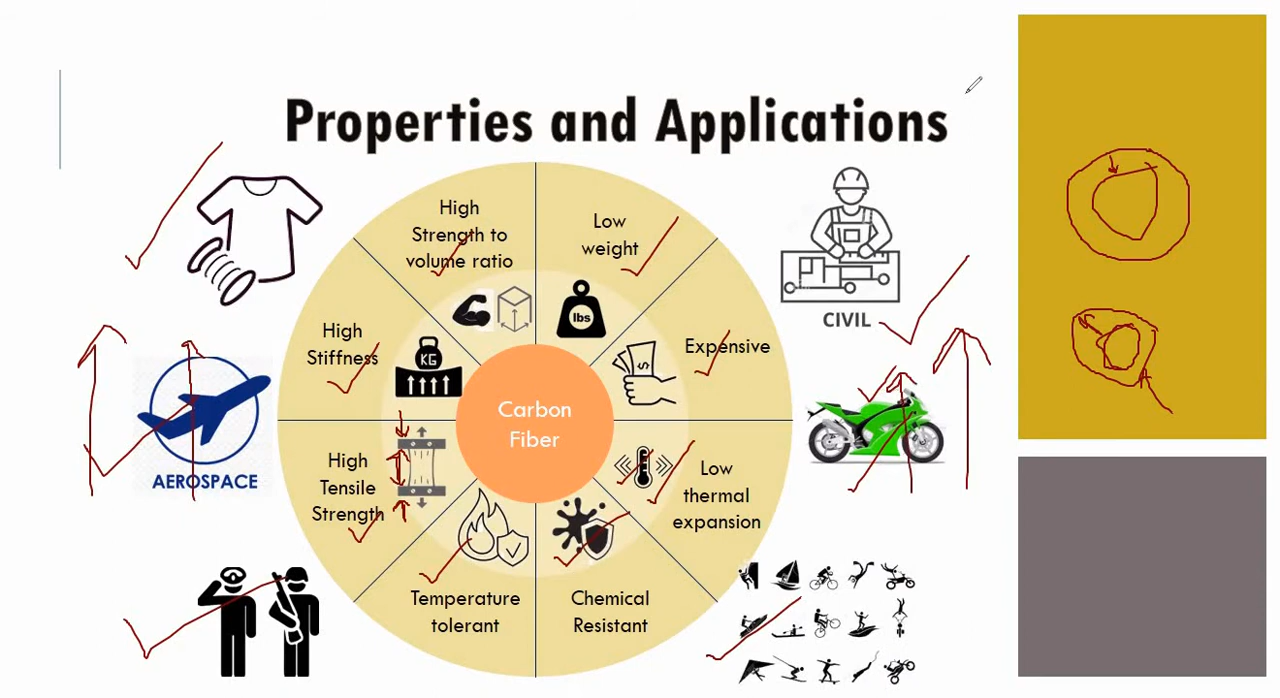 Properties and Applications
High
Strength to
volume ratio
Low
weight
lbs
CIVIL
High
Stiffness
KG
Expensive
$
Carbon
Fiber
AEROSPACE
High
Tensile
Strength
Low
thermal
expansion
Temperature
tolerant
Chemical
Resistant